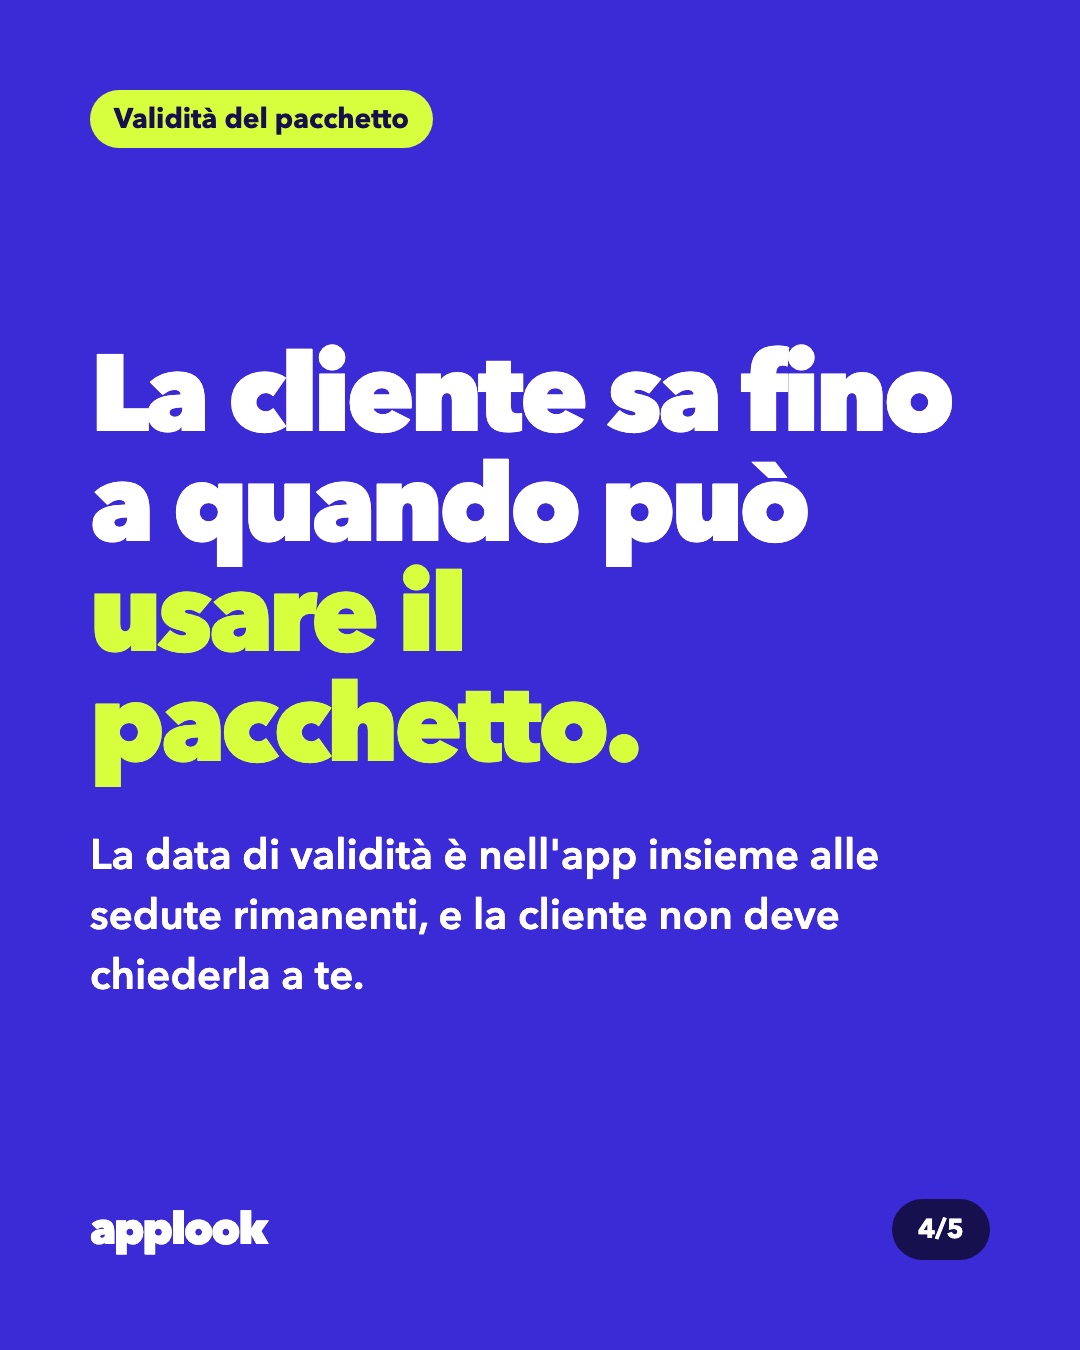 Validità del pacchetto
La cliente sa fino
a quando può
usare il
pacchetto.
La data di validità è nell'app insieme alle
sedute rimanenti, e la cliente non deve
chiederla a te.
applook
4/5